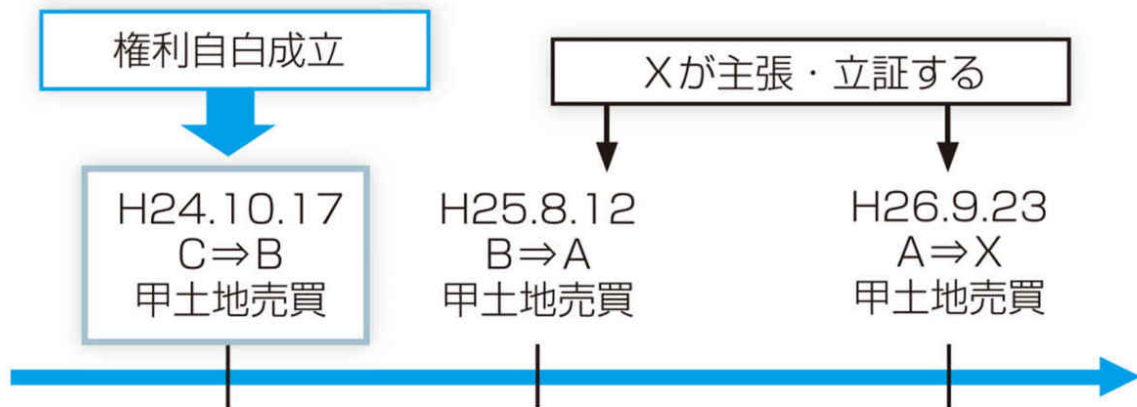 権利自白成立
Xが主張・立証する
H24.10.17
C⇒B
甲土地売買
H25.8.12
B⇒A
甲土地売買
H26.9.23
A⇒X
甲土地売買